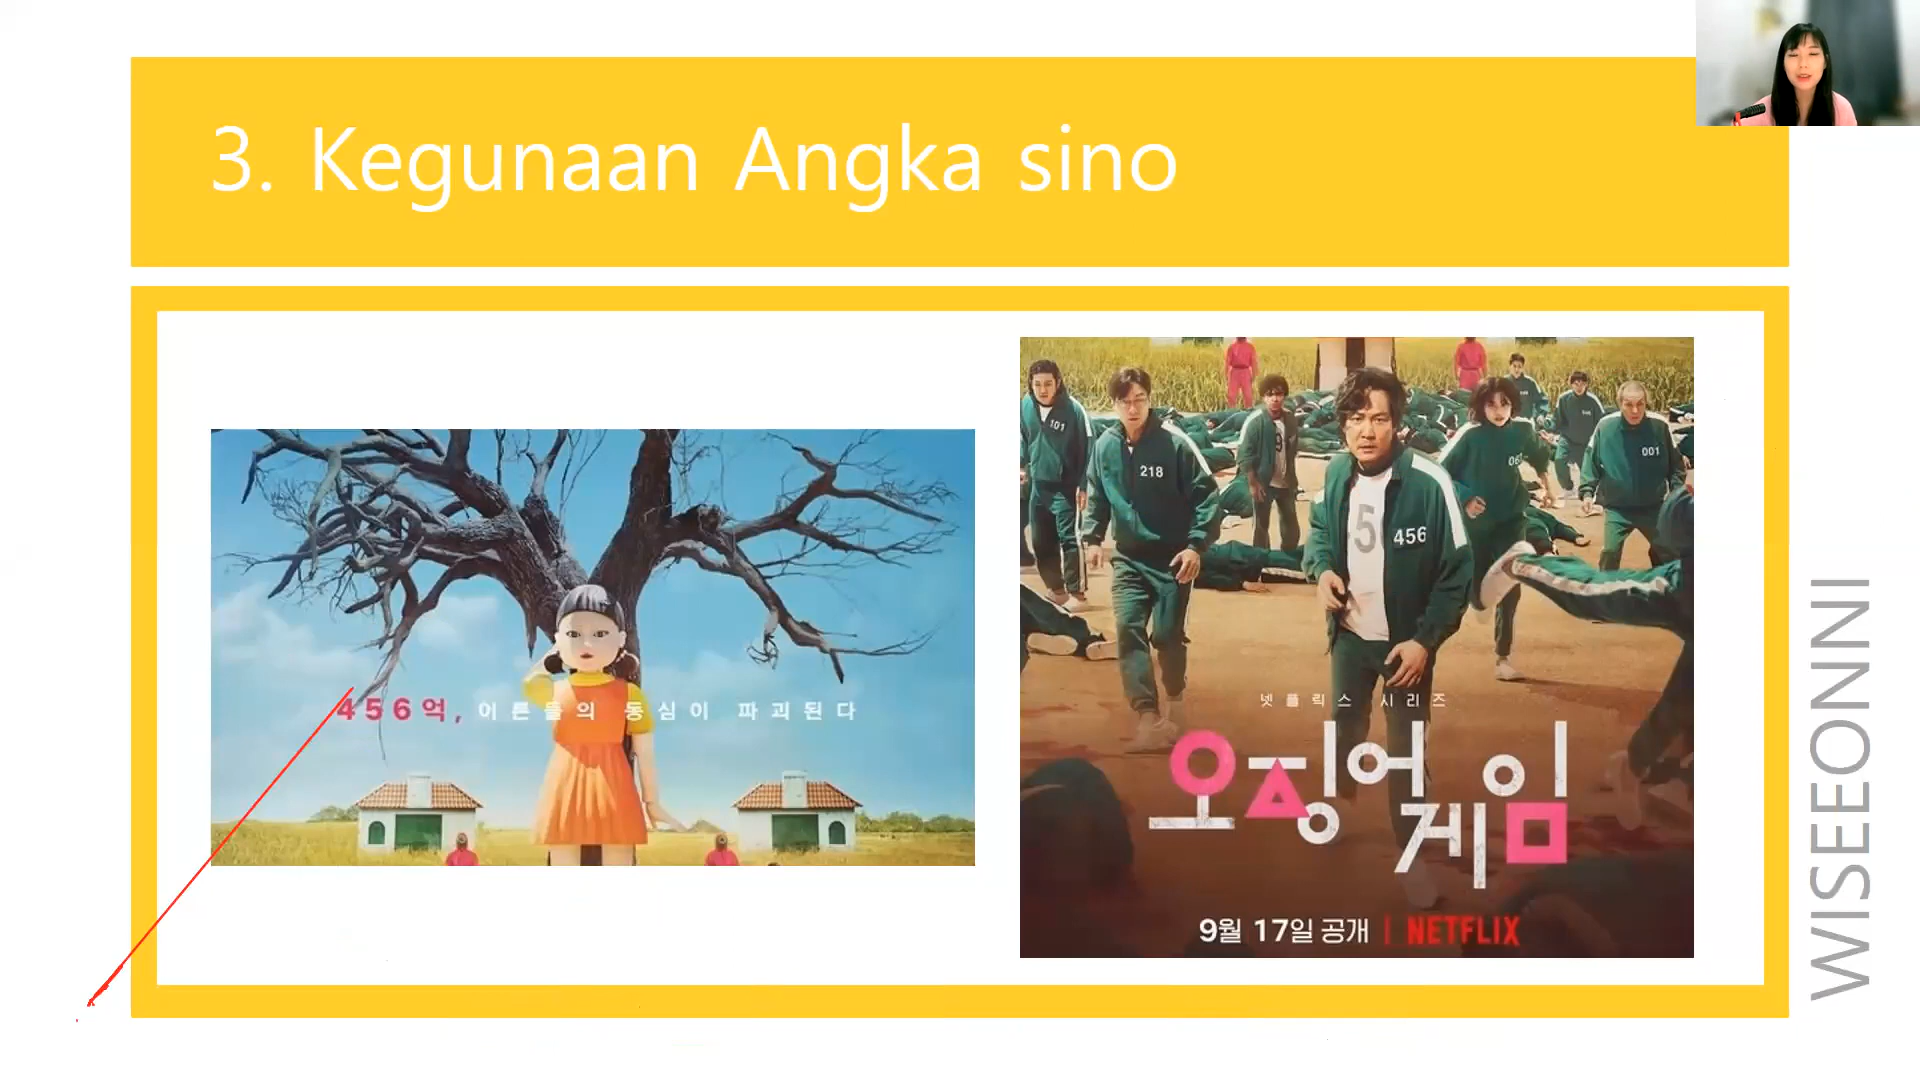 3. Kegunaan Angka sino
456억, 어른들의 동심이 파괴된다
101
218
456
001
넷플릭스 시리즈
오징어
게임
9월 17일 공개 | NETFLIX
WISEEONNI